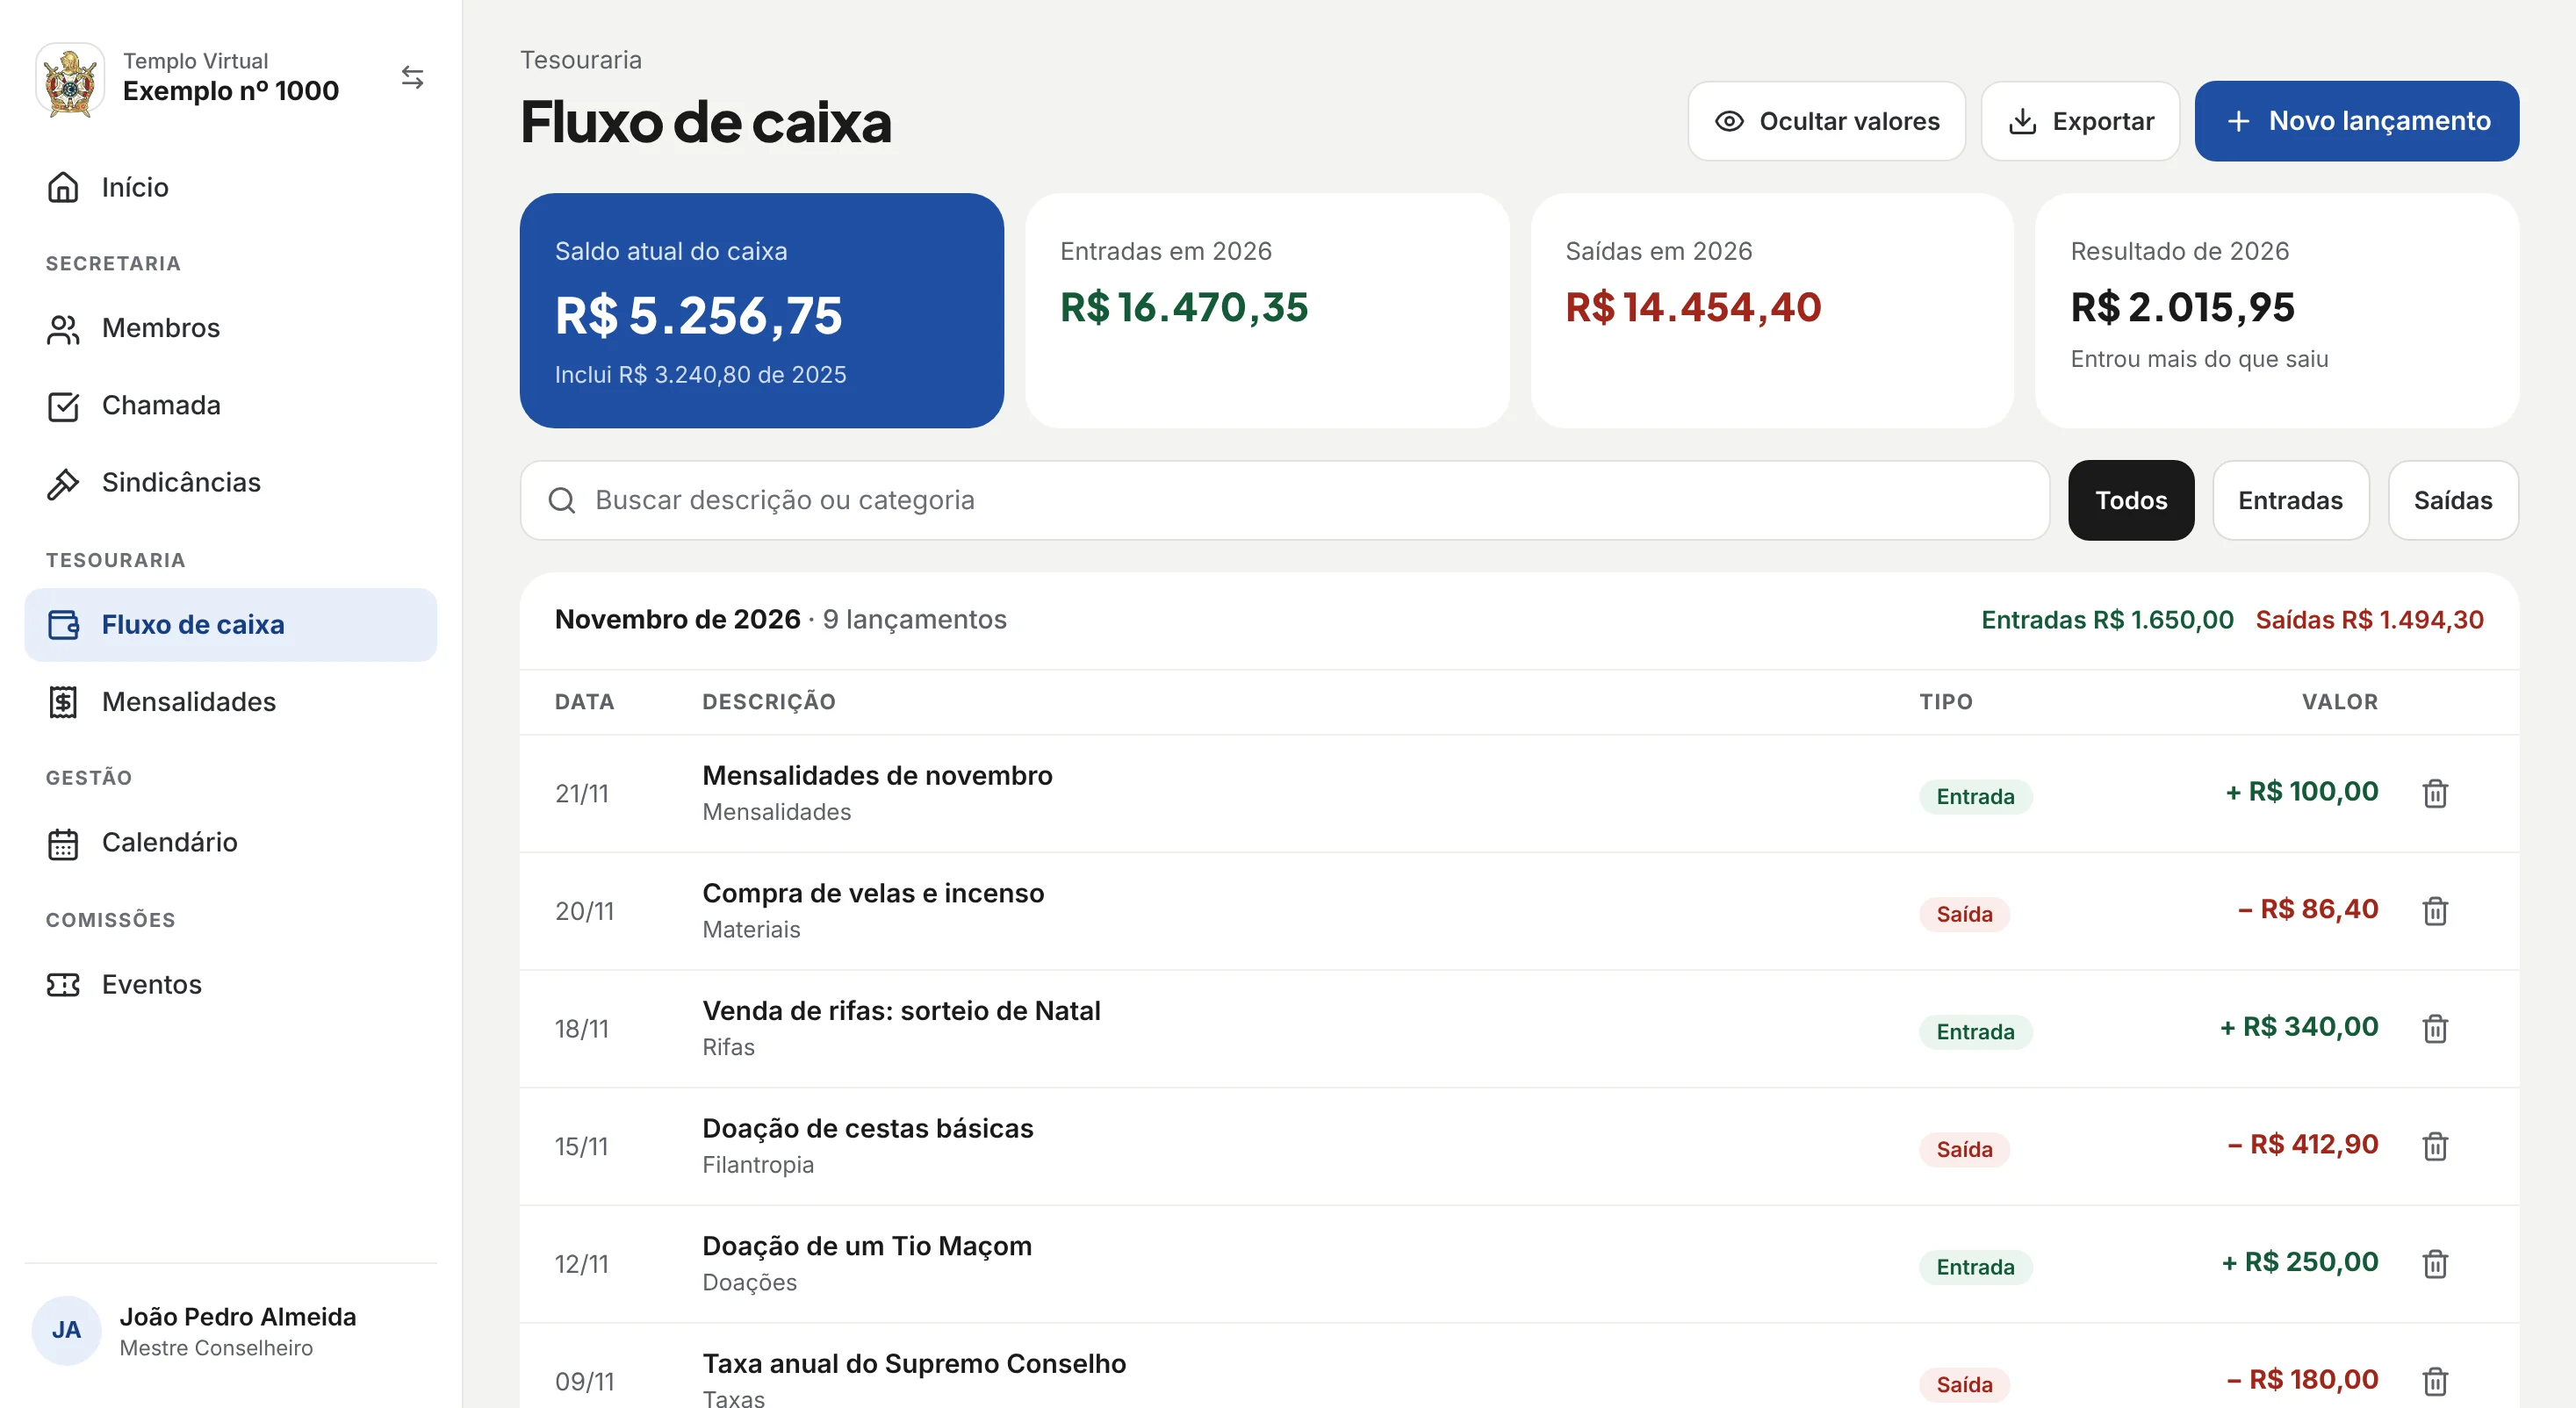 Templo Virtual
Exemplo nº 1000
Início
SECRETARIA
Membros
Chamada
Sindicâncias
TESOURARIA
Fluxo de caixa
Mensalidades
GESTÃO
Calendário
COMISSÕES
Eventos
JA
João Pedro Almeida
Mestre Conselheiro
Tesouraria
Fluxo de caixa
Ocultar valores
Exportar
+ Novo lançamento
Saldo atual do caixa
R$ 5.256,75
Inclui R$ 3.240,80 de 2025
Entradas em 2026
R$ 16.470,35
Saídas em 2026
R$ 14.454,40
Resultado de 2026
R$ 2.015,95
Entrou mais do que saiu
Buscar descrição ou categoria
Todos
Entradas
Saídas
Novembro de 2026 · 9 lançamentos
Entradas R$ 1.650,00 Saídas R$ 1.494,30
DATA DESCRIÇÃO TIPO VALOR
21/11 Mensalidades de novembro Entrada + R$ 100,00
Mensalidades
20/11 Compra de velas e incenso Saída − R$ 86,40
Materiais
18/11 Venda de rifas: sorteio de Natal Entrada + R$ 340,00
Rifas
15/11 Doação de cestas básicas Saída − R$ 412,90
Filantropia
12/11 Doação de um Tio Maçom Entrada + R$ 250,00
Doações
09/11 Taxa anual do Supremo Conselho Saída − R$ 180,00
Taxas